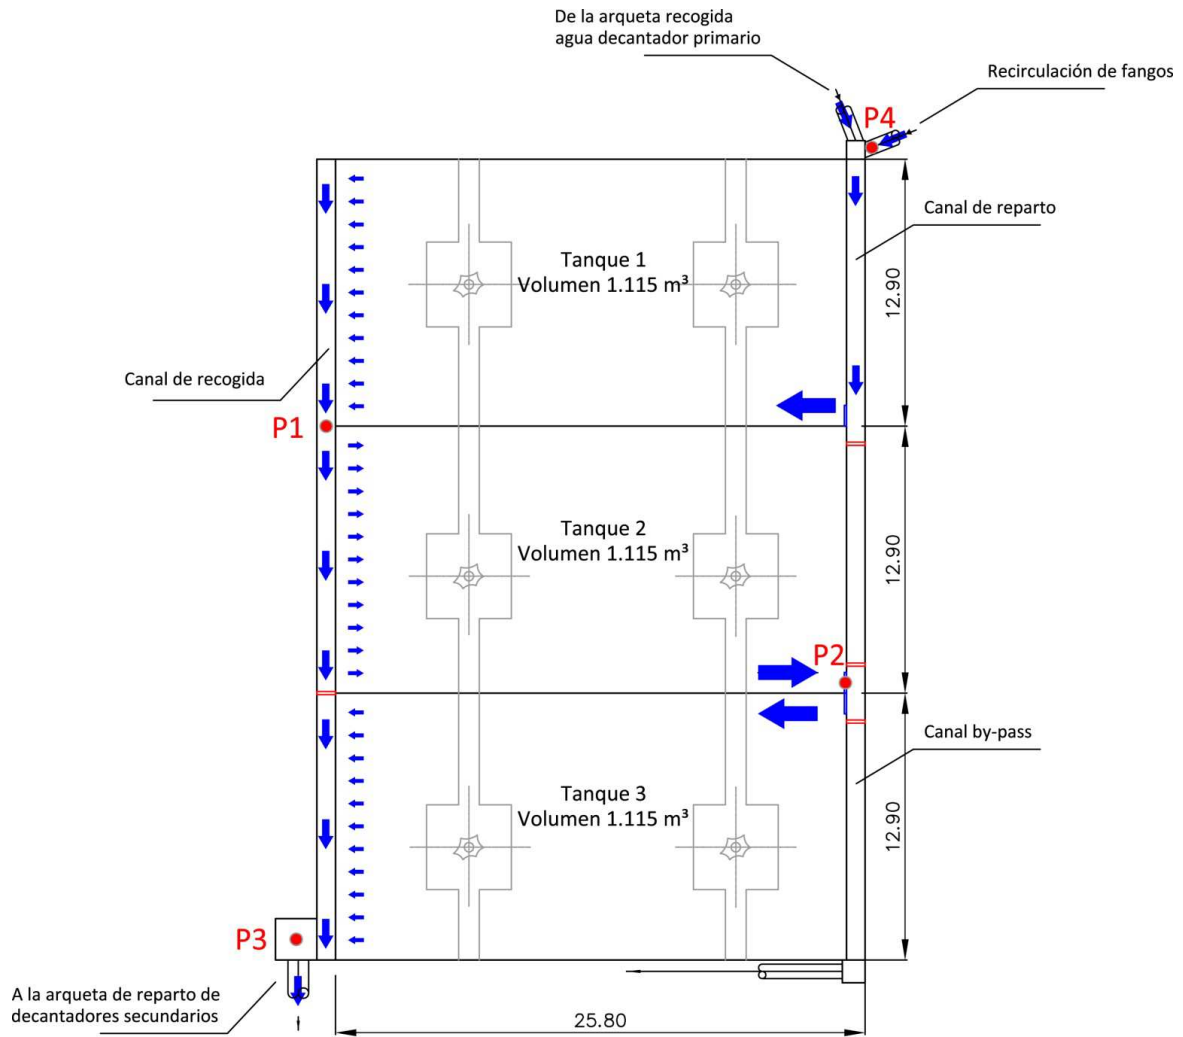 De la arqueta recogida
agua decantador primario
Recirculación de fangos
P4
Canal de reparto
12.90
Tanque 1
Volumen 1.115 m³
Canal de recogida
P1
Tanque 2
Volumen 1.115 m³
12.90
P2
Canal by-pass
Tanque 3
Volumen 1.115 m³
12.90
P3
A la arqueta de reparto de
decantadores secundarios
25.80